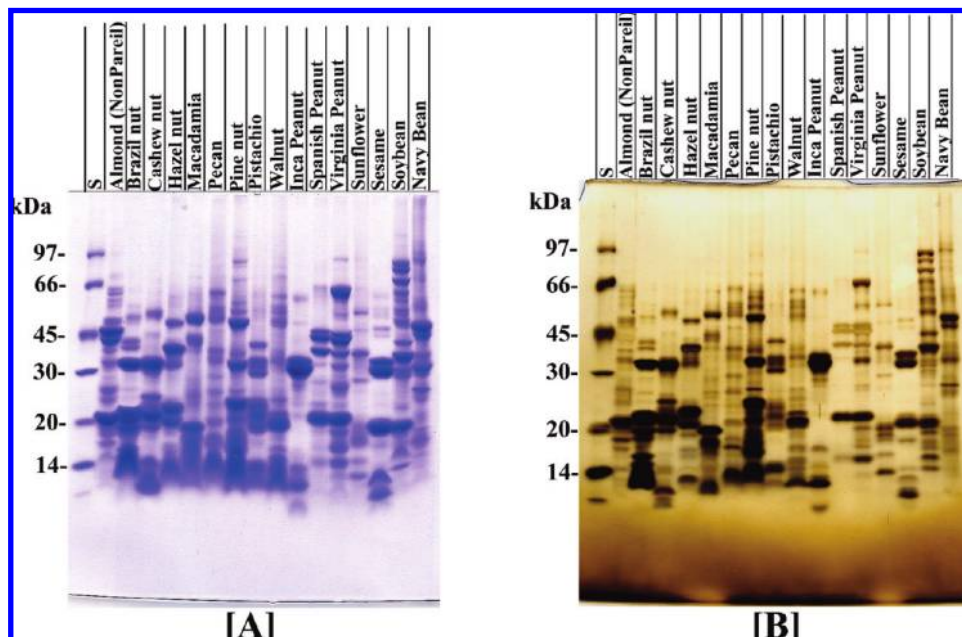 S
Almond (NonPareil)
Brazil nut
Cashew nut
Hazel nut
Macadamia
Pecan
Pine nut
Pistachio
Walnut
Inca Peanut
Spanish Peanut
Virginia Peanut
Sunflower
Sesame
Soybean
Navy Bean
kDa
97-
66-
45-
30-
20-
14-
[A]
S
Almond (NonPareil)
Brazil nut
Cashew nut
Hazel nut
Macadamia
Pecan
Pine nut
Pistachio
Walnut
Inca Peanut
Spanish Peanut
Virginia Peanut
Sunflower
Sesame
Soybean
Navy Bean
kDa
97-
66-
45-
30-
20-
14-
[B]